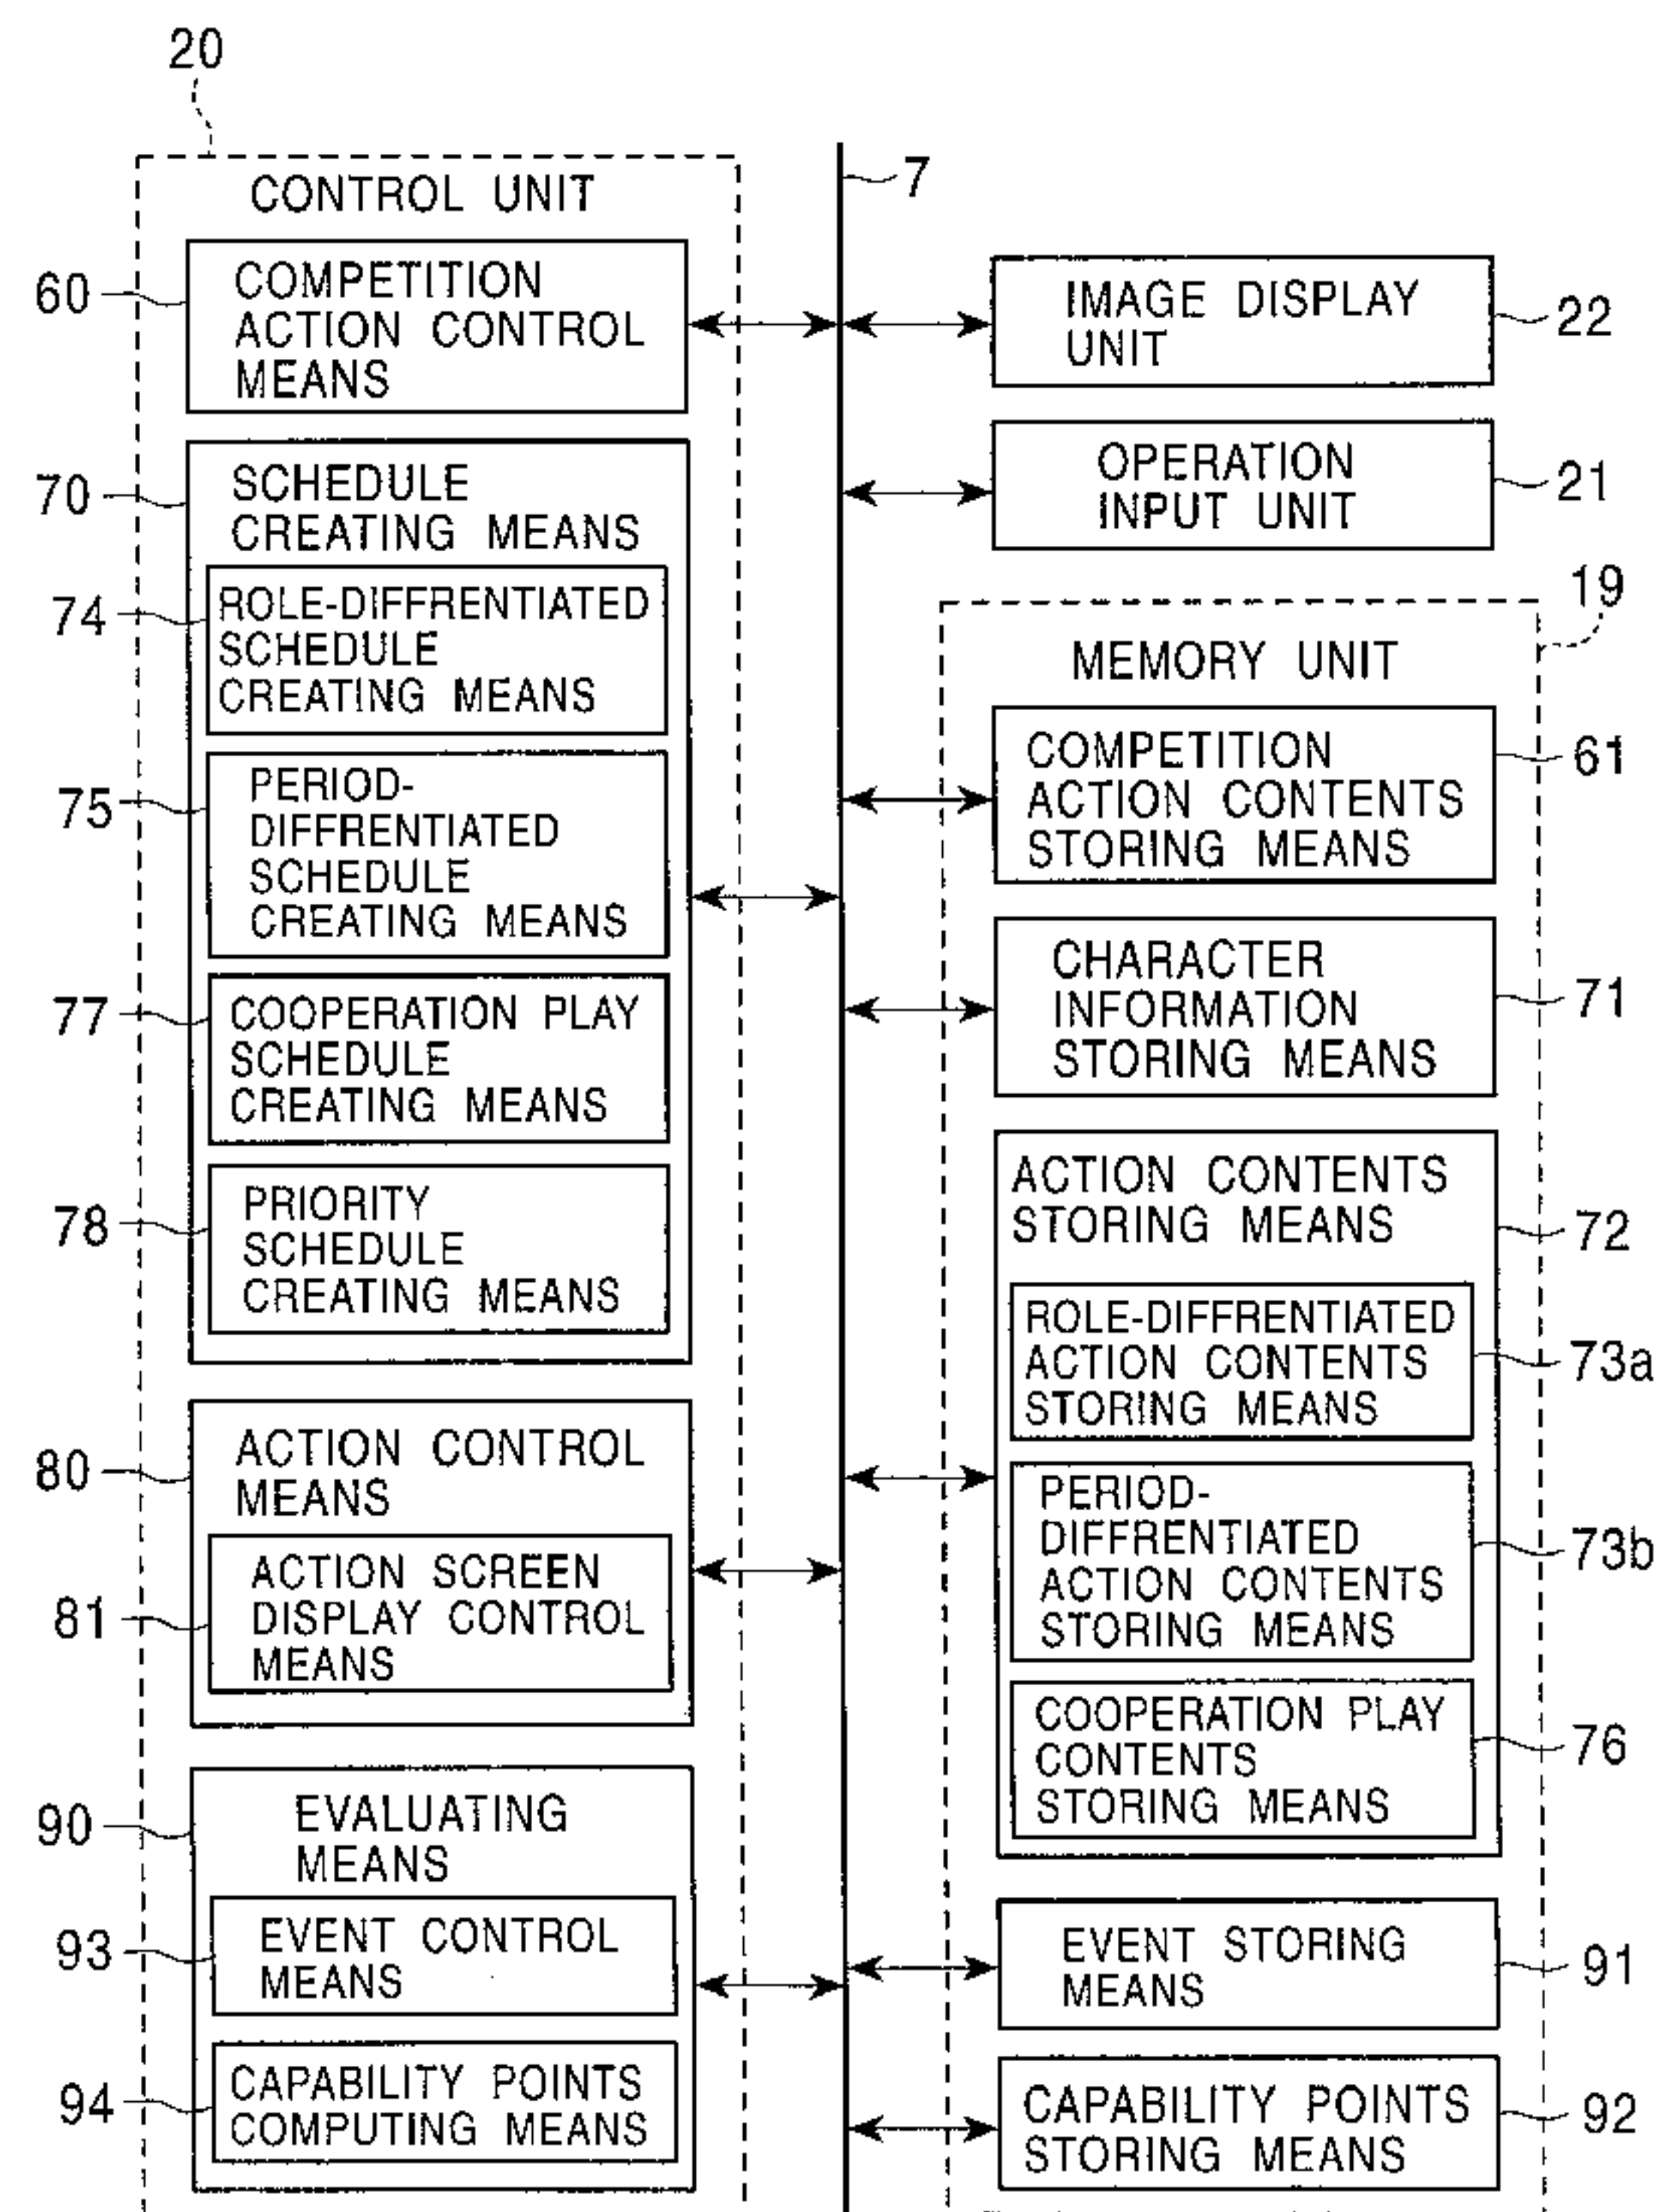 20
CONTROL UNIT
60
COMPETITION
ACTION CONTROL
MEANS
70
SCHEDULE
CREATING MEANS
74
ROLE-DIFFRENTIATED
SCHEDULE
CREATING MEANS
75
PERIOD-
DIFFRENTIATED
SCHEDULE
CREATING MEANS
77
COOPERATION PLAY
SCHEDULE
CREATING MEANS
78
PRIORITY
SCHEDULE
CREATING MEANS
80
ACTION CONTROL
MEANS
81
ACTION SCREEN
DISPLAY CONTROL
MEANS
90
EVALUATING
MEANS
93
EVENT CONTROL
MEANS
94
CAPABILITY POINTS
COMPUTING MEANS
7
IMAGE DISPLAY
UNIT
22
OPERATION
INPUT UNIT
21
19
MEMORY UNIT
COMPETITION
ACTION CONTENTS
STORING MEANS
61
CHARACTER
INFORMATION
STORING MEANS
71
ACTION CONTENTS
STORING MEANS
72
ROLE-DIFFRENTIATED
ACTION CONTENTS
STORING MEANS
73a
PERIOD-
DIFFRENTIATED
ACTION CONTENTS
STORING MEANS
73b
COOPERATION PLAY
CONTENTS
STORING MEANS
76
EVENT STORING
MEANS
91
CAPABILITY POINTS
STORING MEANS
92